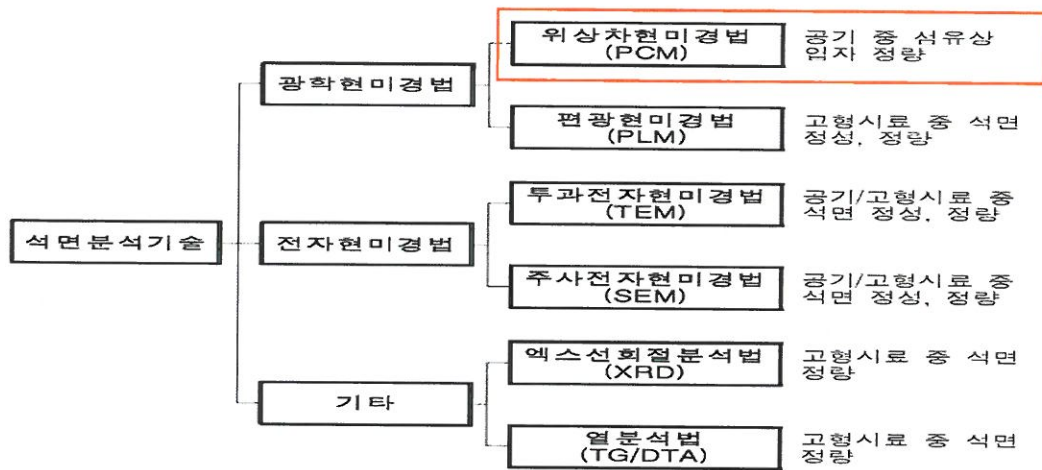 위상차현미경법
(PCM)
공기 중 섬유상
입자 정량
광학현미경법
편광현미경법
(PLM)
고형시료 중 석면
정성, 정량
석면분석기술
전자현미경법
투과전자현미경법
(TEM)
공기/고형시료 중
석면 정성, 정량
주사전자현미경법
(SEM)
공기/고형시료 중
석면 정성, 정량
기타
엑스선회절분석법
(XRD)
고형시료 중 석면
정량
열분석법
(TG/DTA)
고형시료 중 석면
정량